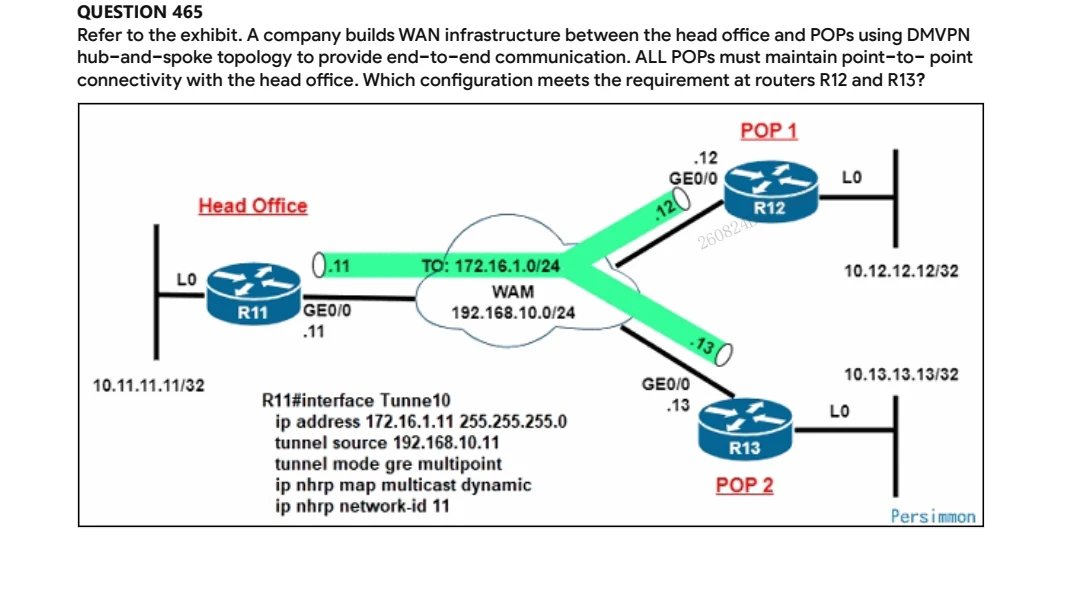 QUESTION 465
Refer to the exhibit. A company builds WAN infrastructure between the head office and POPs using DMVPN
hub-and-spoke topology to provide end-to-end communication. ALL POPs must maintain point-to- point
connectivity with the head office. Which configuration meets the requirement at routers R12 and R13?
POP 1
.12
GE0/0
L0
R12
.12
Head Office
10.12.12.12/32
.11
TO: 172.16.1.0/24
L0
WAM
R11
GE0/0
192.168.10.0/24
.11
.13
10.11.11.11/32
GE0/0
10.13.13.13/32
.13
L0
R13
POP 2
R11#interface Tunne10
ip address 172.16.1.11 255.255.255.0
tunnel source 192.168.10.11
tunnel mode gre multipoint
ip nhrp map multicast dynamic
ip nhrp network-id 11
Persimmon